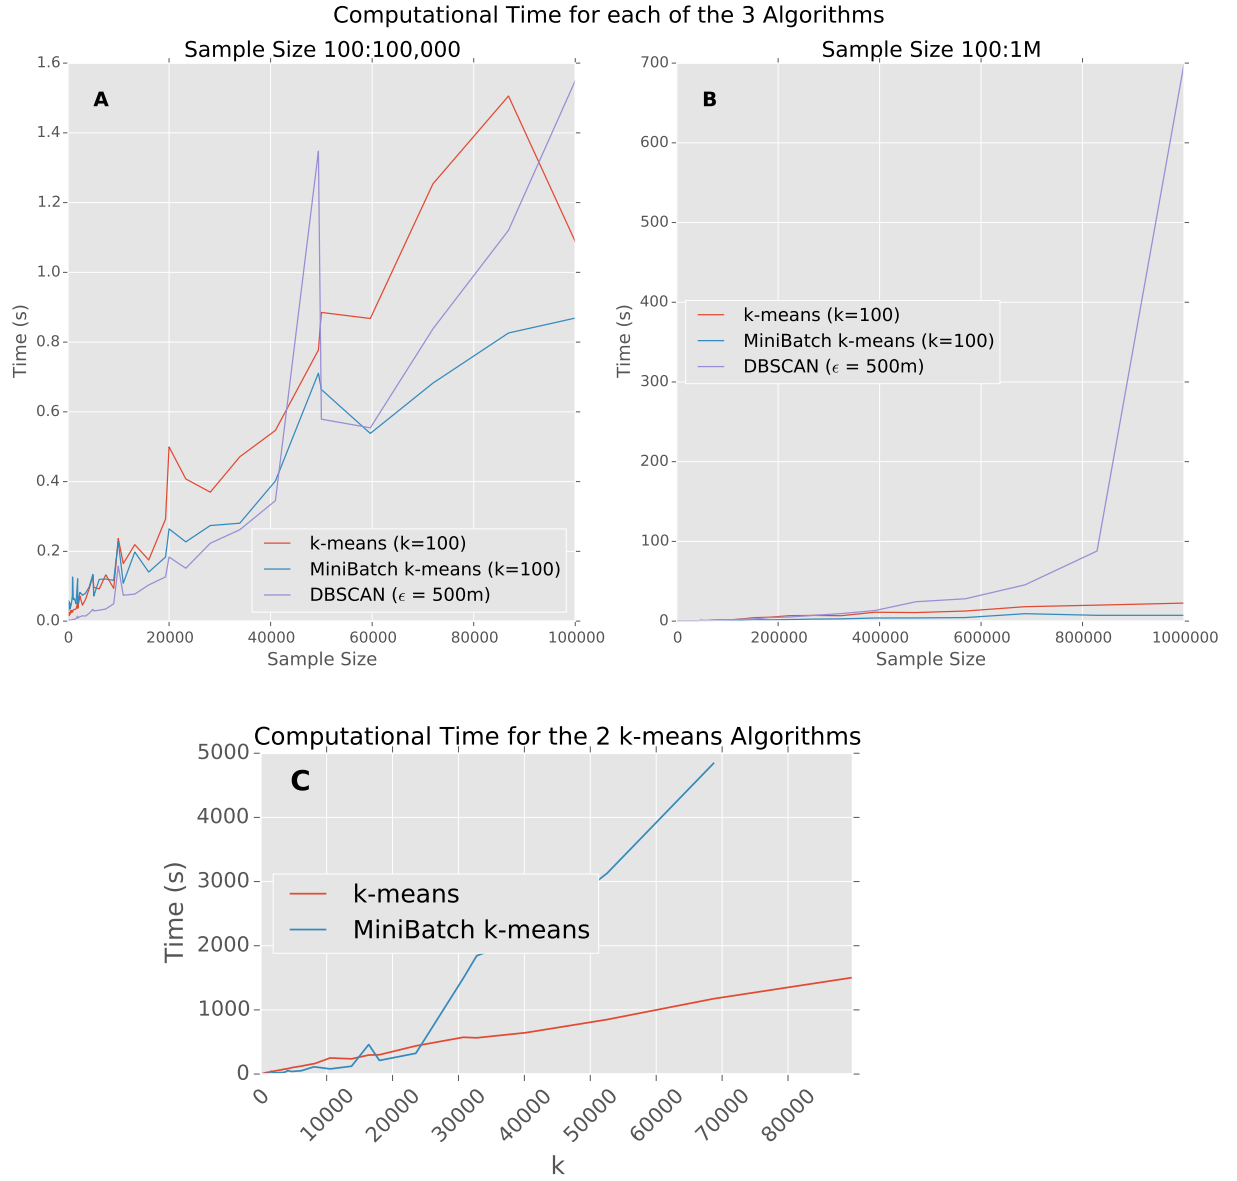 Computational Time for each of the 3 Algorithms
Sample Size 100:100,000
A
1.6
1.4
1.2
1.0
0.8
0.6
0.4
0.2
0.0
Time (s)
k-means (k=100)
MiniBatch k-means (k=100)
DBSCAN (ϵ = 500m)
0 20000 40000 60000 80000 100000
Sample Size
Sample Size 100:1M
B
700
600
500
400
300
200
100
0
Time (s)
k-means (k=100)
MiniBatch k-means (k=100)
DBSCAN (ϵ = 500m)
0 200000 400000 600000 800000 1000000
Sample Size
Computational Time for the 2 k-means Algorithms
C
5000
4000
3000
2000
1000
0
Time (s)
k-means
MiniBatch k-means
0 10000 20000 30000 40000 50000 60000 70000 80000
k